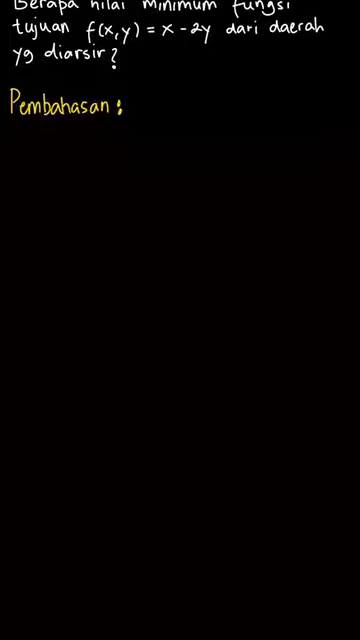 Berapa nilai minimum fungsi
tujuan f(x,y) = x - 2y dari daerah
yg diarsir?
Pembahasan :